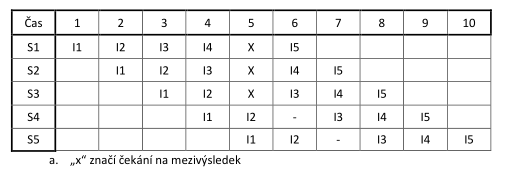 Čas 1 2 3 4 5 6 7 8 9 10
S1 I1 I2 I3 I4 X I5
S2 I1 I2 I3 X I4 I5
S3 I1 I2 X I3 I4 I5
S4 I1 I2 - I3 I4 I5
S5 I1 I2 - I3 I4 I5
a. „x“ značí čekání na mezivýsledek